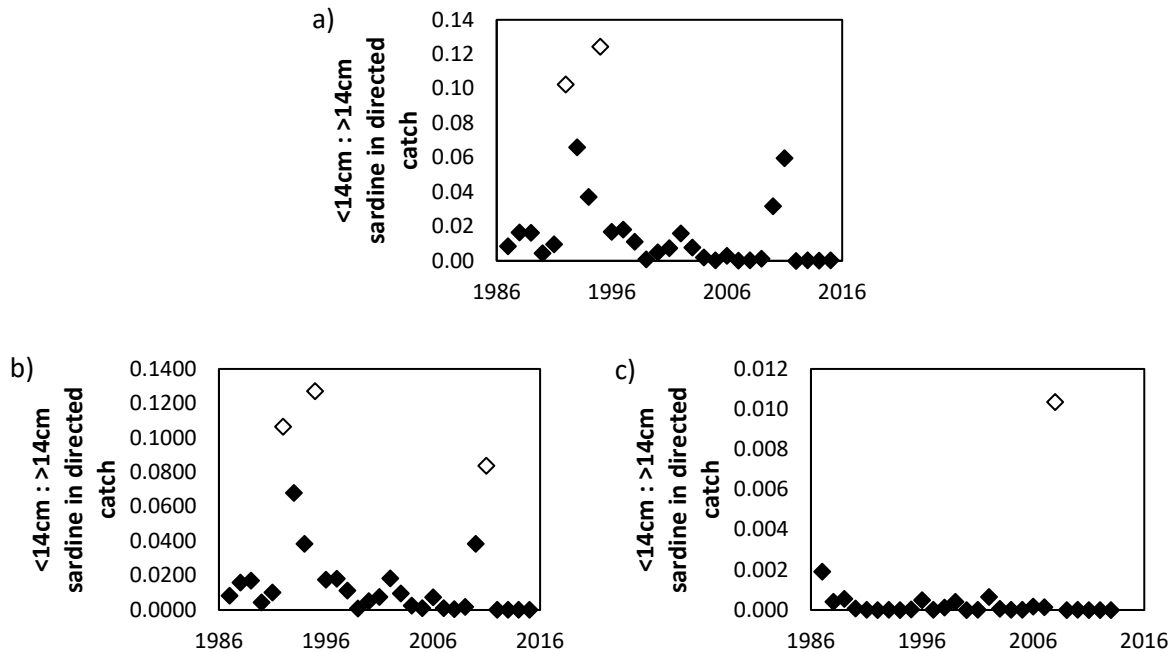 a)
<14cm : >14cm
sardine in directed
catch
0.14
0.12
0.10
0.08
0.06
0.04
0.02
0.00
1986 1996 2006 2016
b)
<14cm : >14cm
sardine in directed
catch
0.1400
0.1200
0.1000
0.0800
0.0600
0.0400
0.0200
0.0000
1986 1996 2006 2016
c)
<14cm : >14cm
sardine in directed
catch
0.012
0.010
0.008
0.006
0.004
0.002
0.000
1986 1996 2006 2016